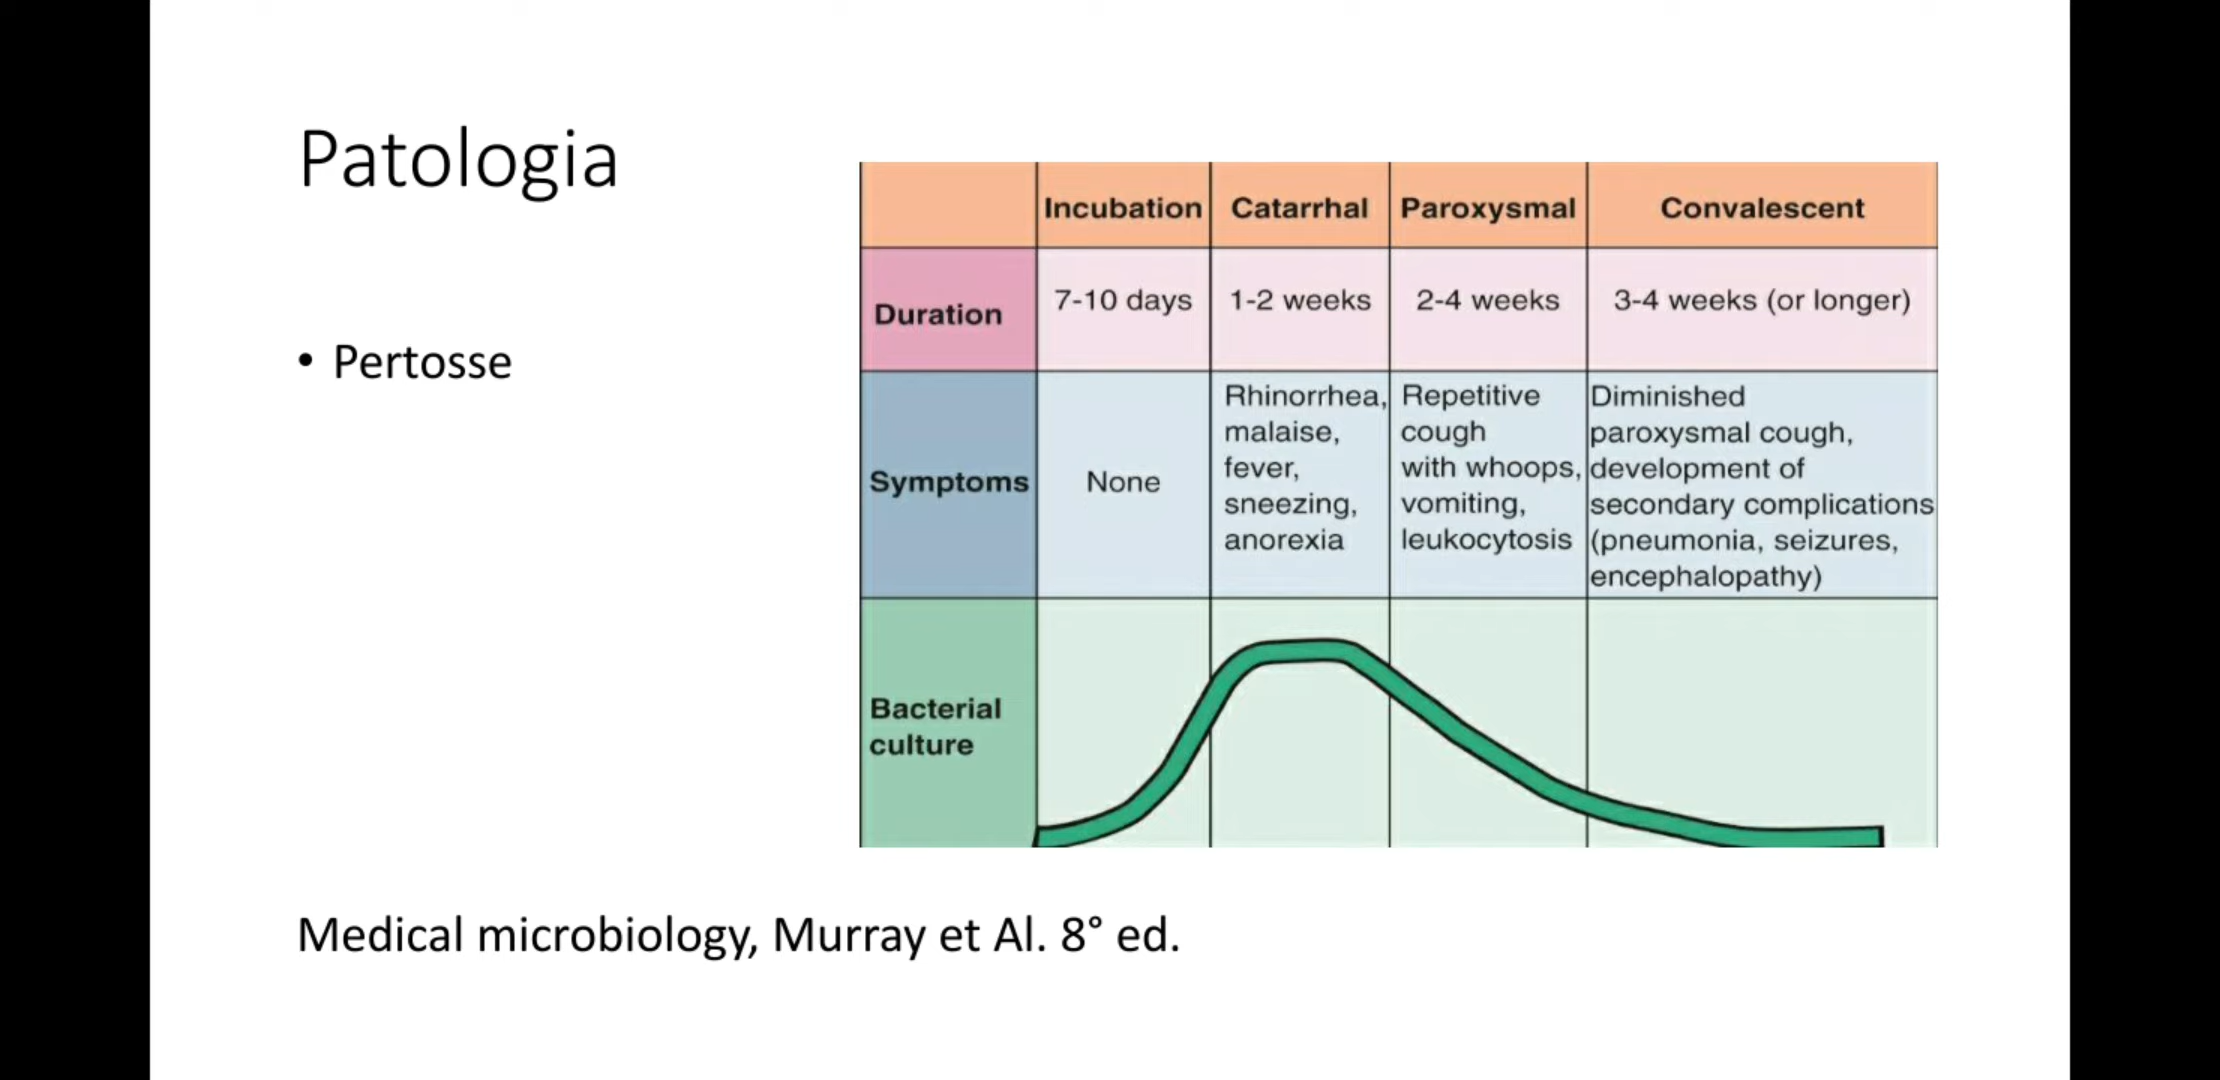 Patologia
• Pertosse
Incubation Catarrhal Paroxysmal Convalescent
Duration 7-10 days 1-2 weeks 2-4 weeks 3-4 weeks (or longer)
Symptoms
None
Rhinorrhea,
malaise,
fever,
sneezing,
anorexia
Repetitive
cough
with whoops,
vomiting,
leukocytosis
Diminished
paroxysmal cough,
development of
secondary complications
(pneumonia, seizures,
encephalopathy)
Bacterial
culture
Medical microbiology, Murray et Al. 8° ed.